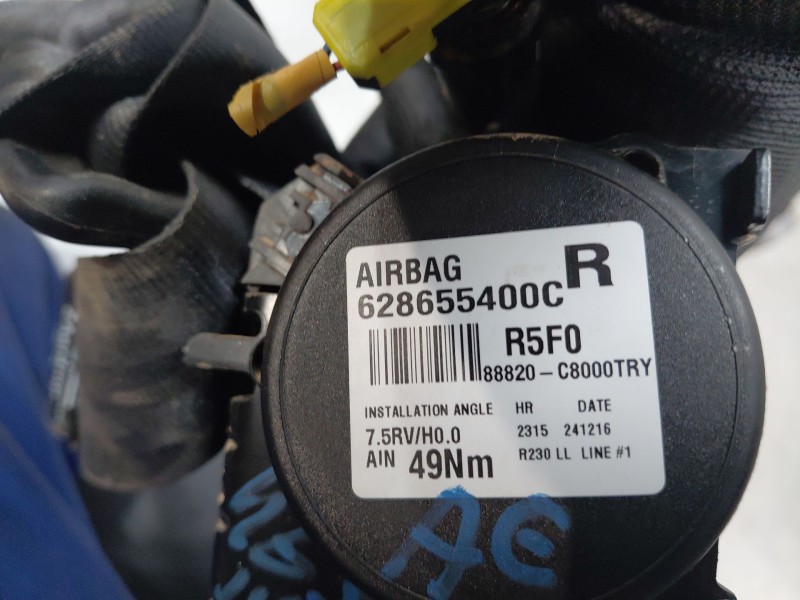 AIRBAG R
628655400C
R5F0
88820-C8000TRY
INSTALLATION ANGLE HR DATE
7.5RV/H0.0 2315 241216
AIN 49Nm R230 LL LINE #1
AE